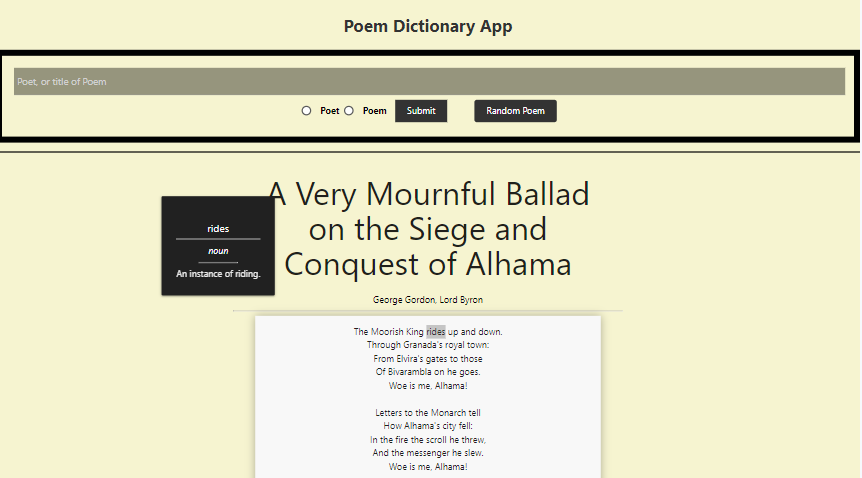 Poem Dictionary App
Poet, or title of Poem
Poet Poem Submit Random Poem
A Very Mournful Ballad
on the Siege and
Conquest of Alhama
rides
noun
An instance of riding.
George Gordon, Lord Byron
The Moorish King rides up and down.
Through Granada's royal town:
From Elvira's gates to those
Of Bivarambla on he goes.
Woe is me, Alhama!
Letters to the Monarch tell
How Alhama's city fell:
In the fire the scroll he threw,
And the messenger he slew.
Woe is me, Alhama!